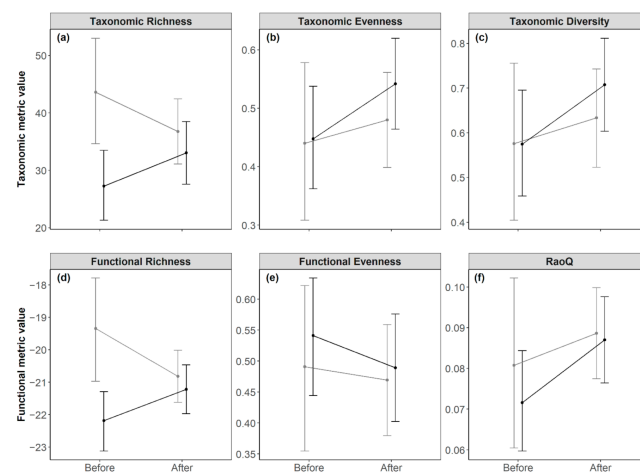 Taxonomic Richness
Taxonomic Evenness
Taxonomic Diversity
(a)
(b)
(c)
Taxonomic metric value
50
40
30
20
0.6
0.5
0.4
0.3
0.8
0.7
0.6
0.5
0.4
Functional Richness
Functional Evenness
RaoQ
(d)
(e)
(f)
Functional metric value
−18
−19
−20
−21
−22
−23
0.60
0.55
0.50
0.45
0.40
0.35
0.10
0.09
0.08
0.07
0.06
Before
After
Before
After
Before
After